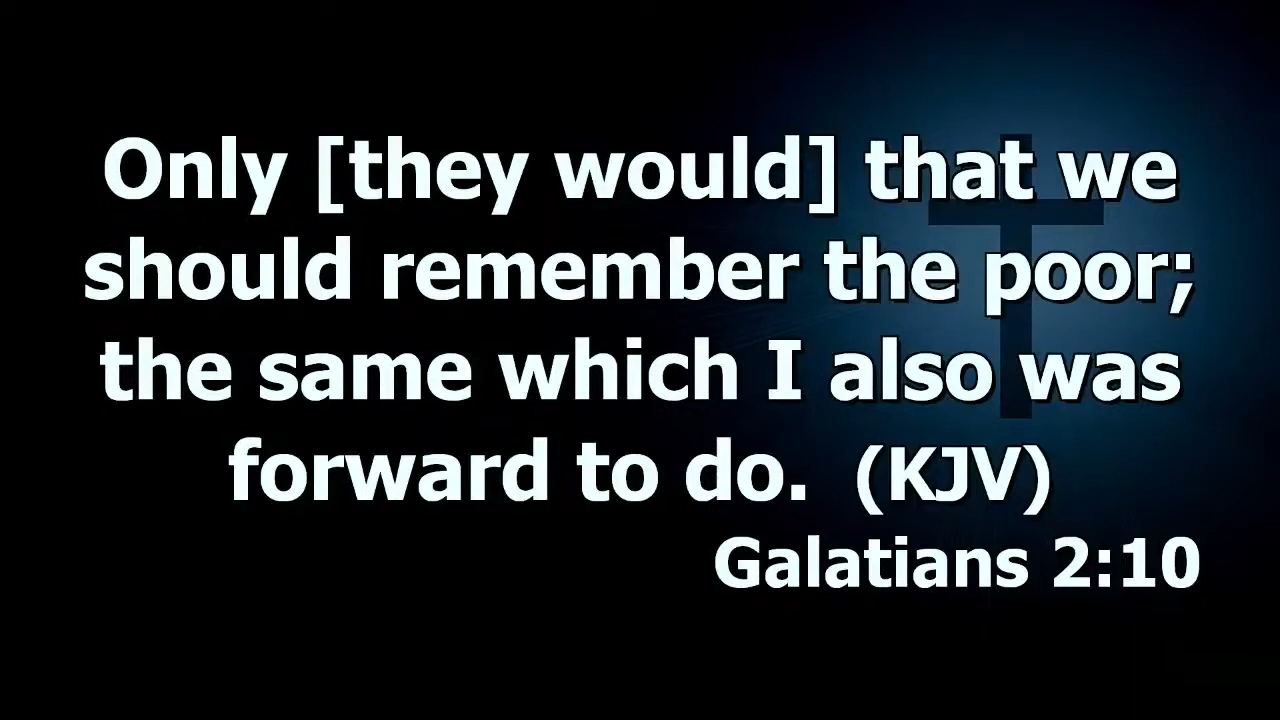 Only [they would] that we
should remember the poor;
the same which I also was
forward to do. (KJV)
Galatians 2:10